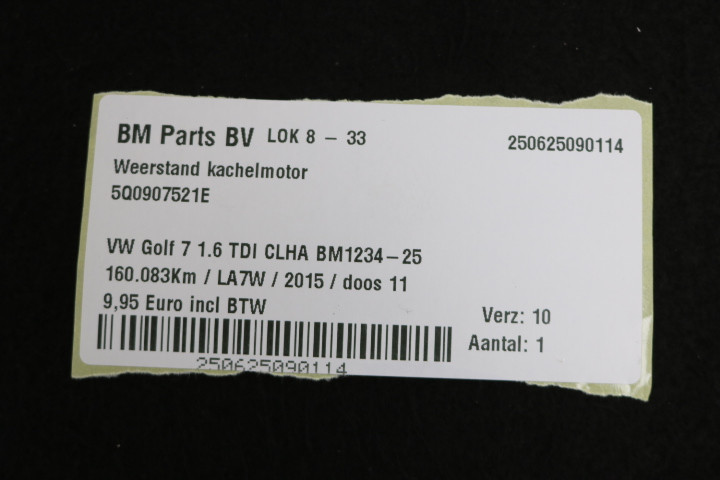 BM Parts BV LOK 8 - 33
250625090114
Weerstand kachelmotor
5Q0907521E
VW Golf 7 1.6 TDI CLHA BM1234-25
160.083Km / LA7W / 2015 / doos 11
9,95 Euro incl BTW
Verz: 10
Aantal: 1
250625090114